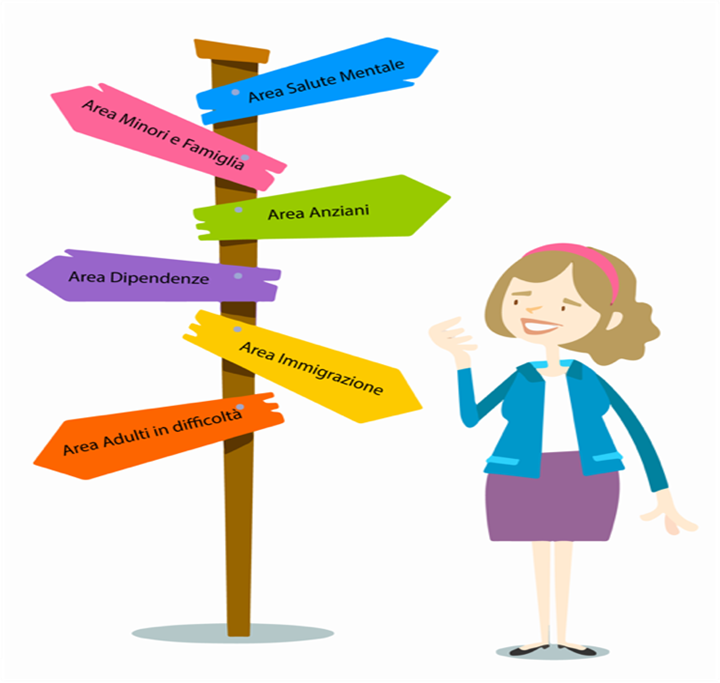 Area Salute Mentale
Area Minori e Famiglia
Area Anziani
Area Dipendenze
Area Immigrazione
Area Adulti in difficoltà